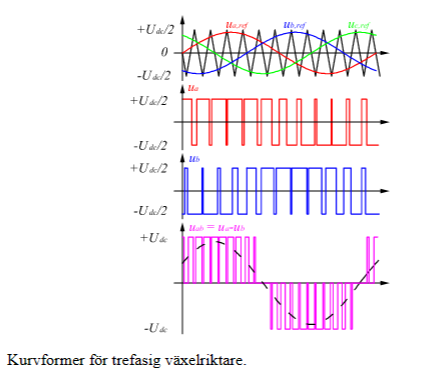 +Udc/2
ua,ref
ub,ref
uc,ref
0
-Udc/2
ua
+Udc/2
-Udc/2
ub
+Udc/2
-Udc/2
uab = ua-ub
+Udc
-Udc
Kurvformer för trefasig växelriktare.